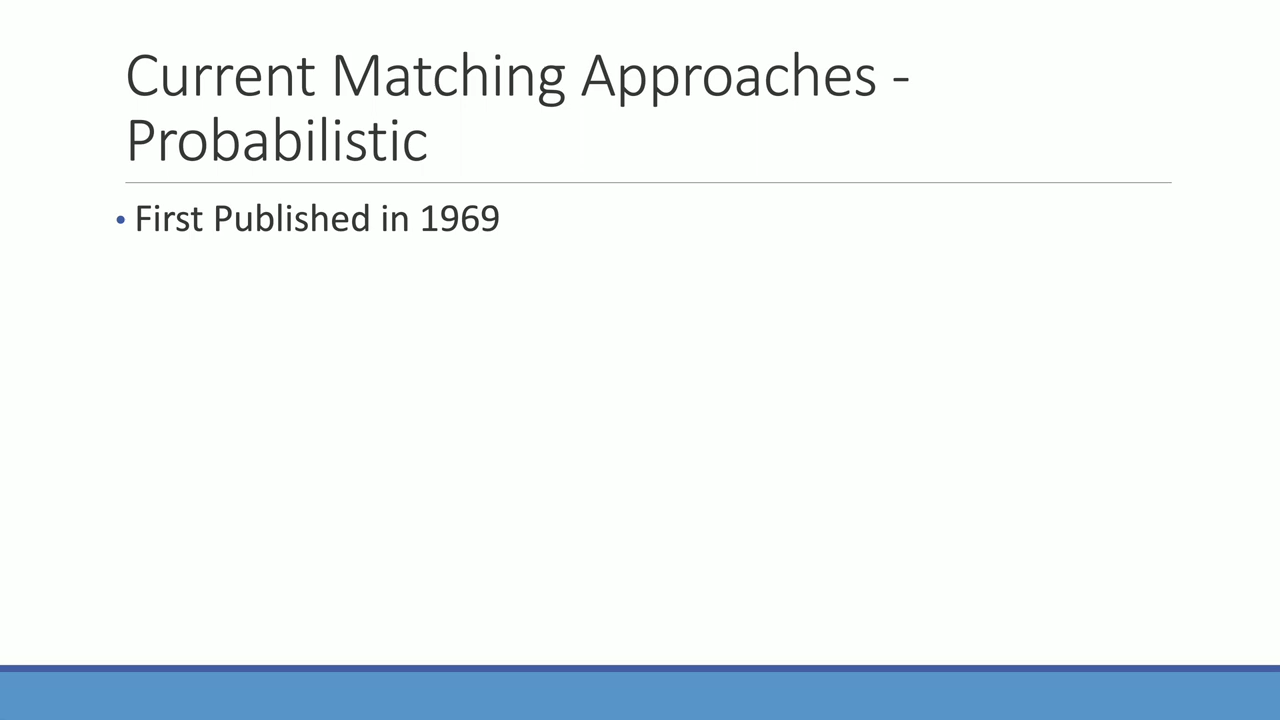 Current Matching Approaches -
Probabilistic
• First Published in 1969